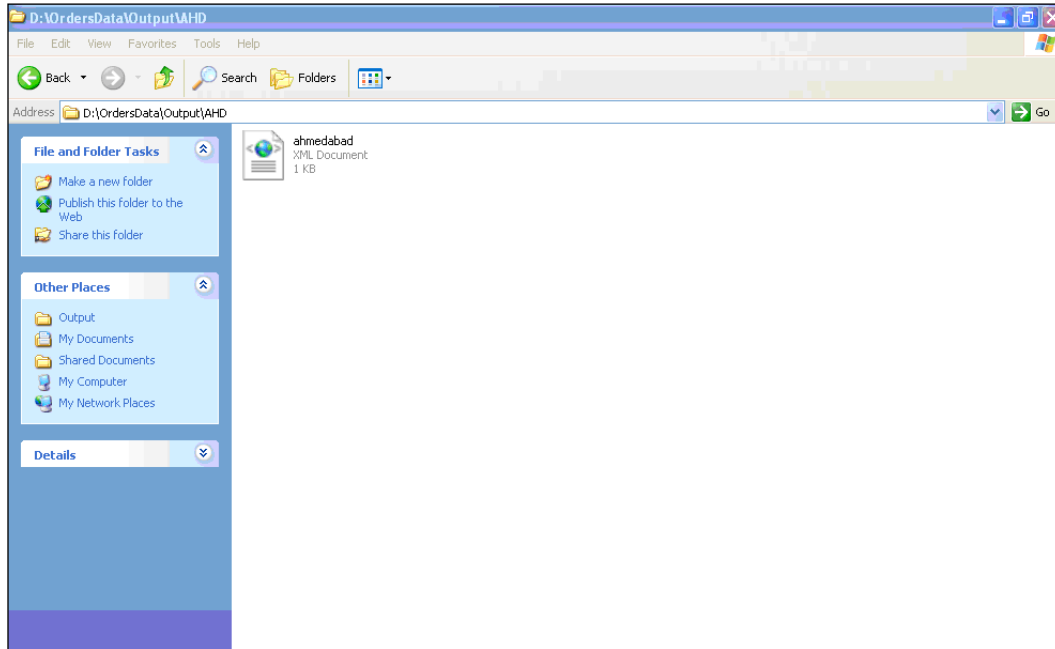 D:\OrdersData\Output\AHD
File Edit View Favorites Tools Help
Back Search Folders
Address D:\OrdersData\Output\AHD Go
File and Folder Tasks
Make a new folder
Publish this folder to the
Web
Share this folder
Other Places
Output
My Documents
Shared Documents
My Computer
My Network Places
Details
ahmedabad
XML Document
1 KB